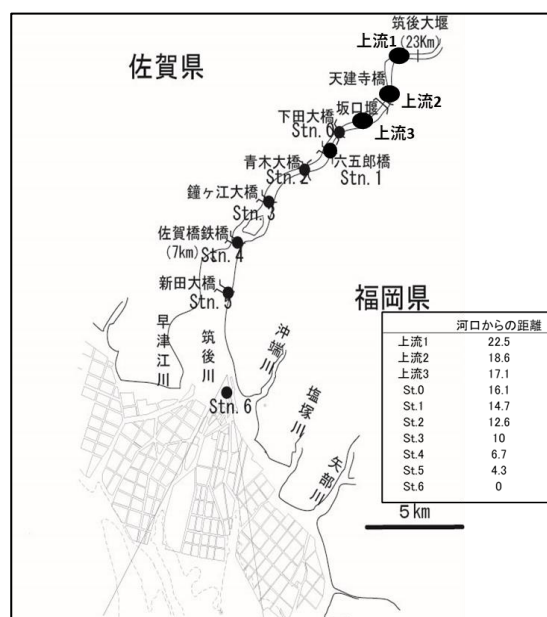 筑後大堰
上流1(23Km)
佐賀県
天建寺橋
上流2
坂口堰
下田大橋
Stn.0
上流3
六五郎橋
青木大橋
Stn.2
Stn.1
鐘ヶ江大橋
Stn.3
佐賀橋鉄橋
(7km)
Stn.4
新田大橋
Stn.5
福岡県
早津江川
筑後川
沖端川
Stn.6
塩塚川
矢部川
河口からの距離
上流1 22.5
上流2 18.6
上流3 17.1
St.0 16.1
St.1 14.7
St.2 12.6
St.3 10
St.4 6.7
St.5 4.3
St.6 0
5km